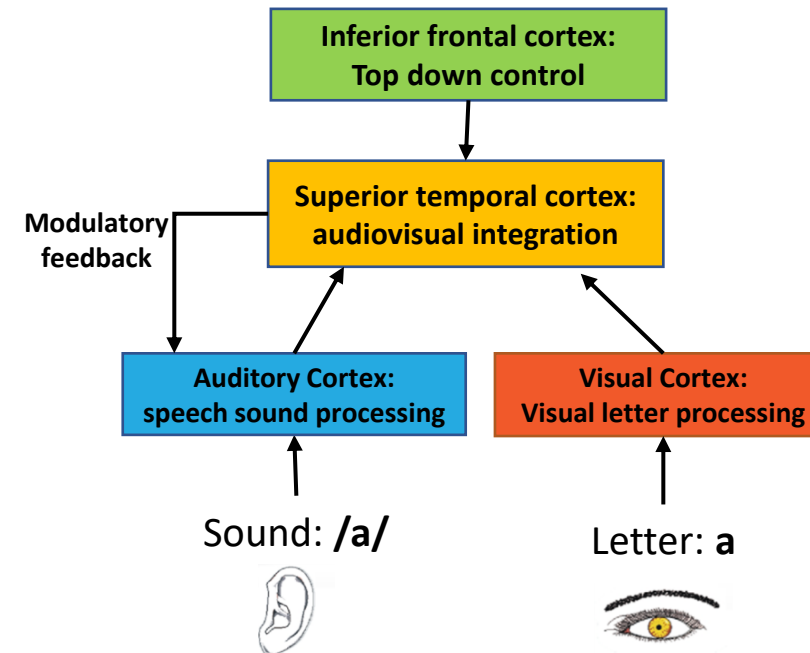 Inferior frontal cortex:
Top down control
Superior temporal cortex:
audiovisual integration
Modulatory
feedback
Auditory Cortex:
speech sound processing
Visual Cortex:
Visual letter processing
Sound: /a/
Letter: a